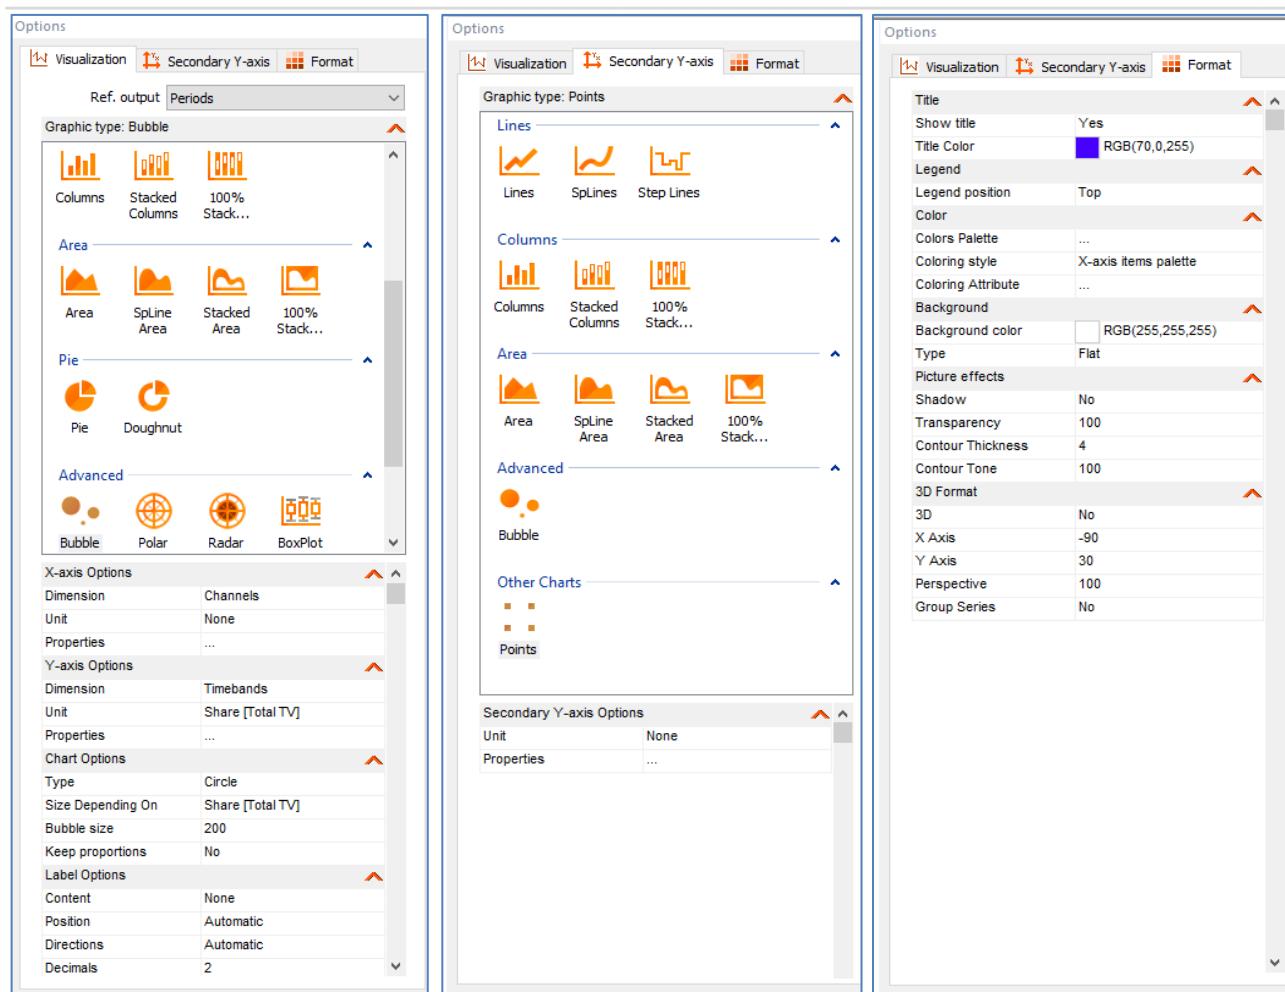 Options
Visualization Secondary Y-axis Format
Ref. output Periods
Graphic type: Bubble
Columns Stacked Columns 100% Stack...
Area
Area SpLine Area Stacked Area 100% Stack...
Pie
Pie Doughnut
Advanced
Bubble Polar Radar BoxPlot
X-axis Options
Dimension Channels
Unit None
Properties ...
Y-axis Options
Dimension Timebands
Unit Share [Total TV]
Properties ...
Chart Options
Type Circle
Size Depending On Share [Total TV]
Bubble size 200
Keep proportions No
Label Options
Content None
Position Automatic
Directions Automatic
Decimals 2
Options
Visualization Secondary Y-axis Format
Graphic type: Points
Lines
Lines SpLines Step Lines
Columns
Columns Stacked Columns 100% Stack...
Area
Area SpLine Area Stacked Area 100% Stack...
Advanced
Bubble
Other Charts
Points
Secondary Y-axis Options
Unit None
Properties ...
Options
Visualization Secondary Y-axis Format
Title
Show title Yes
Title Color RGB(70,0,255)
Legend
Legend position Top
Color
Colors Palette ...
Coloring style X-axis items palette
Coloring Attribute ...
Background
Background color RGB(255,255,255)
Type Flat
Picture effects
Shadow No
Transparency 100
Contour Thickness 4
Contour Tone 100
3D Format
3D No
X Axis -90
Y Axis 30
Perspective 100
Group Series No